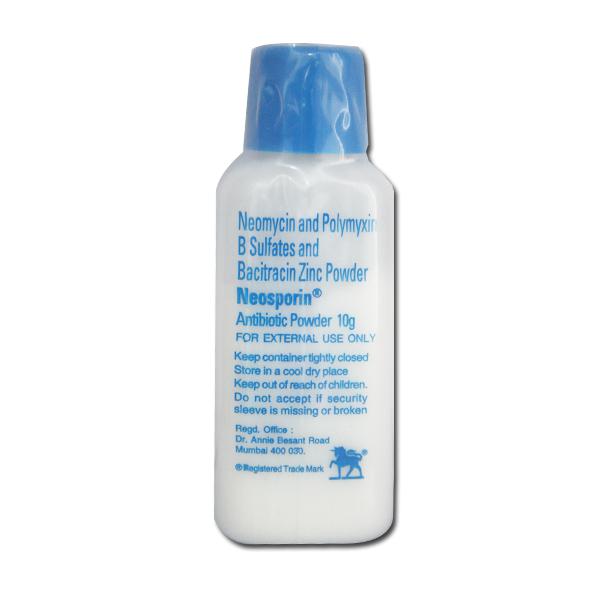 Neomycin and Polymyxin
B Sulfates and
Bacitracin Zinc Powder
Neosporin®
Antibiotic Powder 10g
FOR EXTERNAL USE ONLY
Keep container tightly closed
Store in a cool dry place
Keep out of reach of children.
Do not accept if security
sleeve is missing or broken
Regd. Office :
Dr. Annie Besant Road
Mumbai 400 030.
® Registered Trade Mark
®